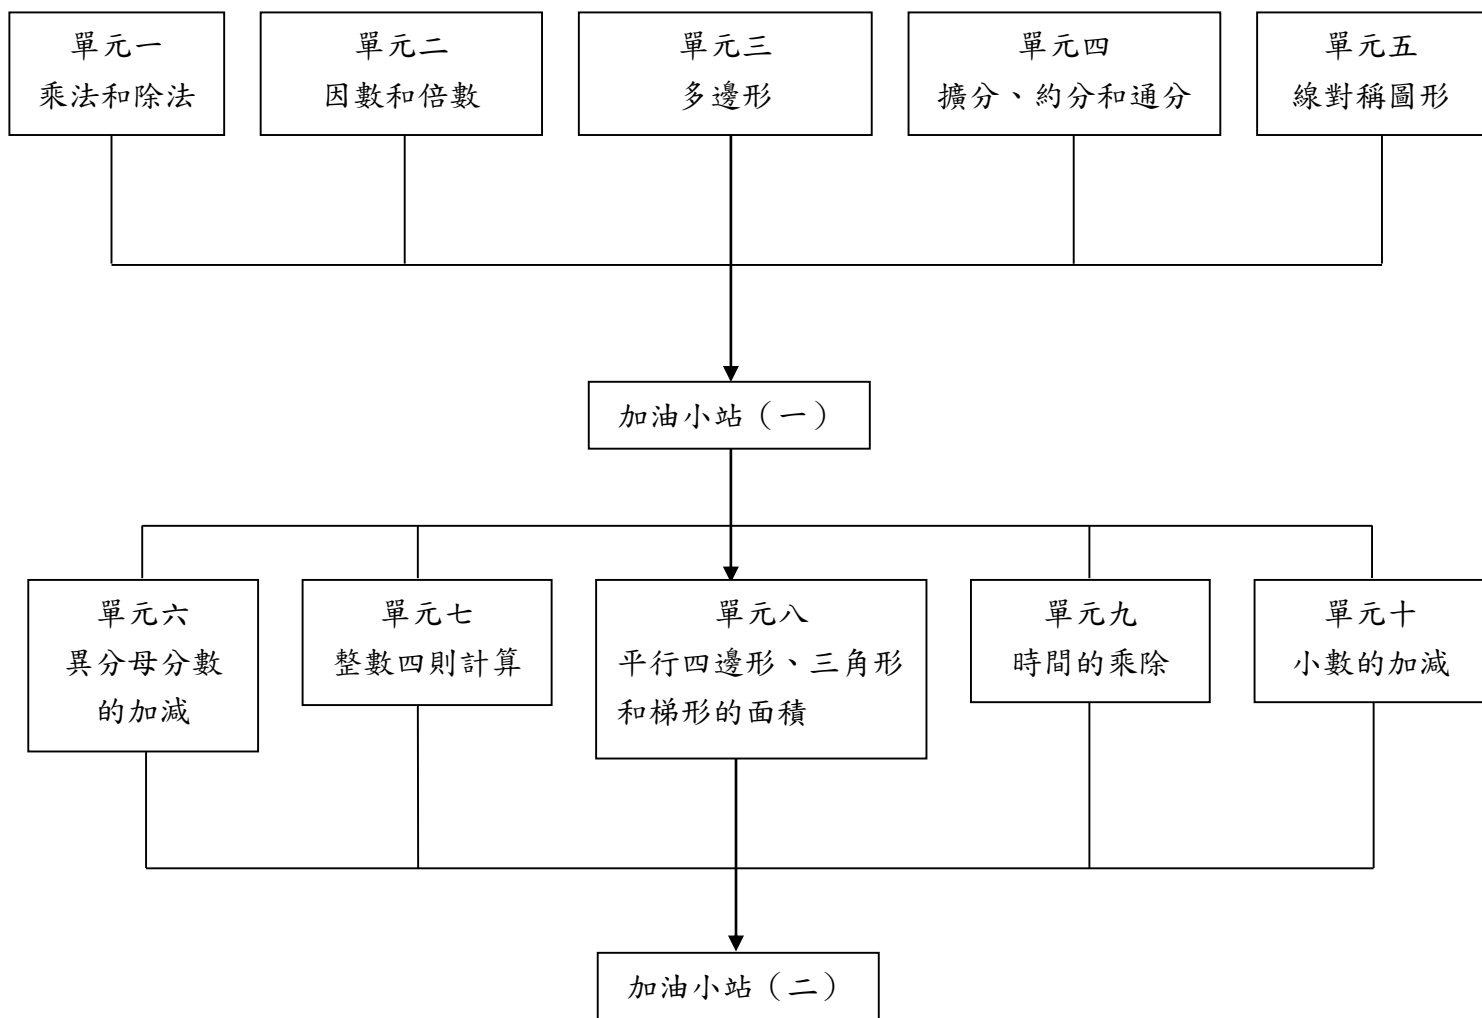 單元一
乘法和除法
單元二
因數和倍數
單元三
多邊形
單元四
擴分、約分和通分
單元五
線對稱圖形
加油小站（一）
單元六
異分母分數
的加減
單元七
整數四則計算
單元八
平行四邊形、三角形
和梯形的面積
單元九
時間的乘除
單元十
小數的加減
加油小站（二）